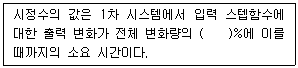 시정수의 값은 1차 시스템에서 입력 스텝함수에
대한 출력 변화가 전체 변화량의 (   )%에 이를
때까지의 소요 시간이다.